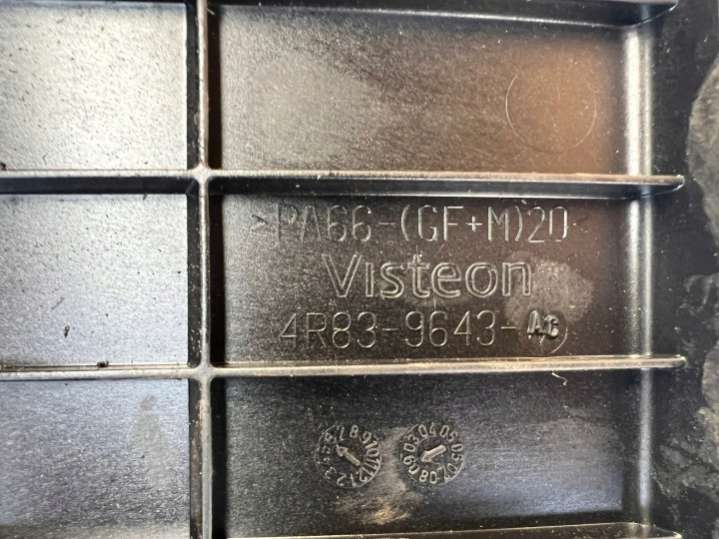 >PA66-(GF+M)20<
Visteon
4R83-9643-AC